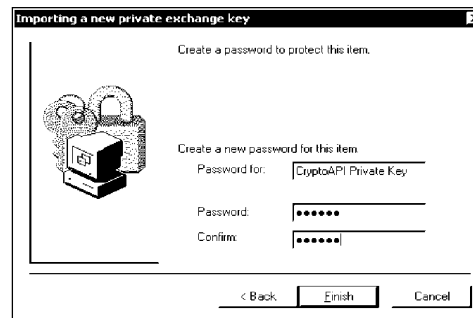 Importing a new private exchange key
Create a password to protect this item.
Create a new password for this item.
Password for: CryptoAPI Private Key
Password: ●●●●●●
Confirm: ●●●●●●
< Back Finish Cancel